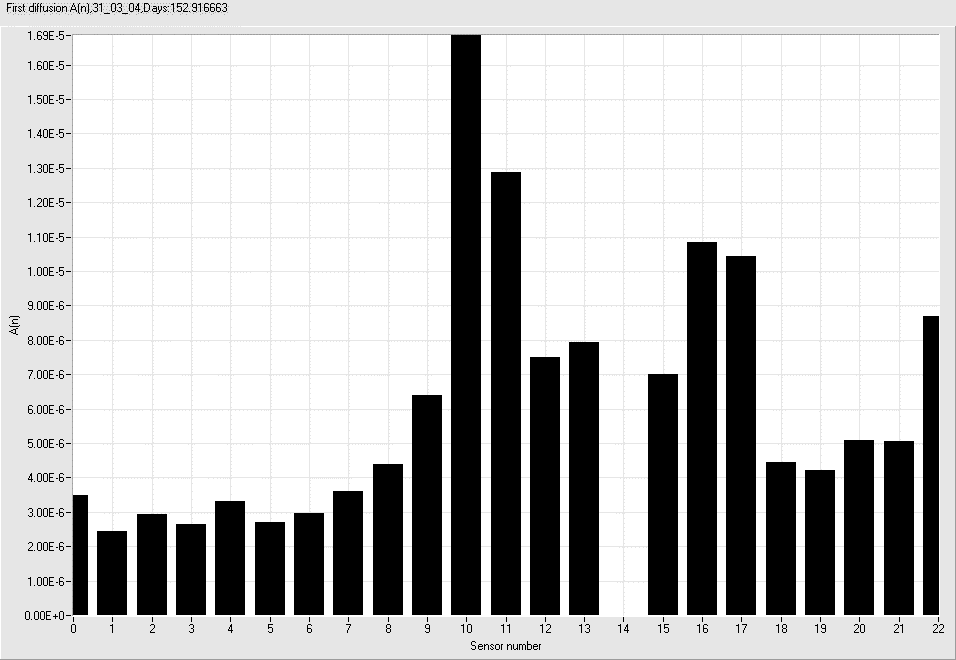 First diffusion A(n),31_03_04,Days:152.916663
1.69E-5
1.60E-5
1.50E-5
1.40E-5
1.30E-5
1.20E-5
1.10E-5
1.00E-5
9.00E-6
8.00E-6
7.00E-6
6.00E-6
5.00E-6
4.00E-6
3.00E-6
2.00E-6
1.00E-6
0.00E+0
A(n)
0 1 2 3 4 5 6 7 8 9 10 11 12 13 14 15 16 17 18 19 20 21 22
Sensor number